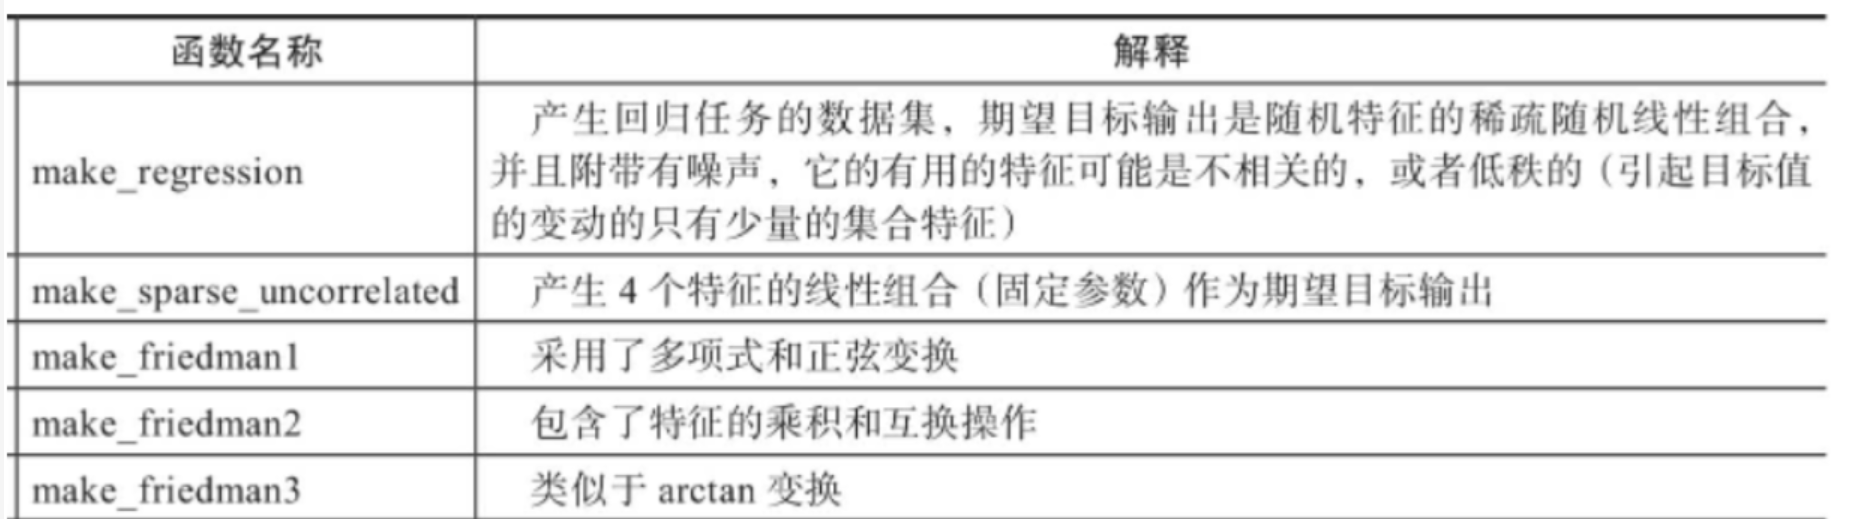 函数名称 解释
产生回归任务的数据集，期望目标输出是随机特征的稀疏随机线性组合，
make_regression 并且附带有噪声，它的有用的特征可能是不相关的，或者低秩的（引起目标值
的变动的只有少量的集合特征）
make_sparse_uncorrelated 产生 4 个特征的线性组合（固定参数）作为期望目标输出
make_friedman1 采用了多项式和正弦变换
make_friedman2 包含了特征的乘积和互换操作
make_friedman3 类似于 arctan 变换